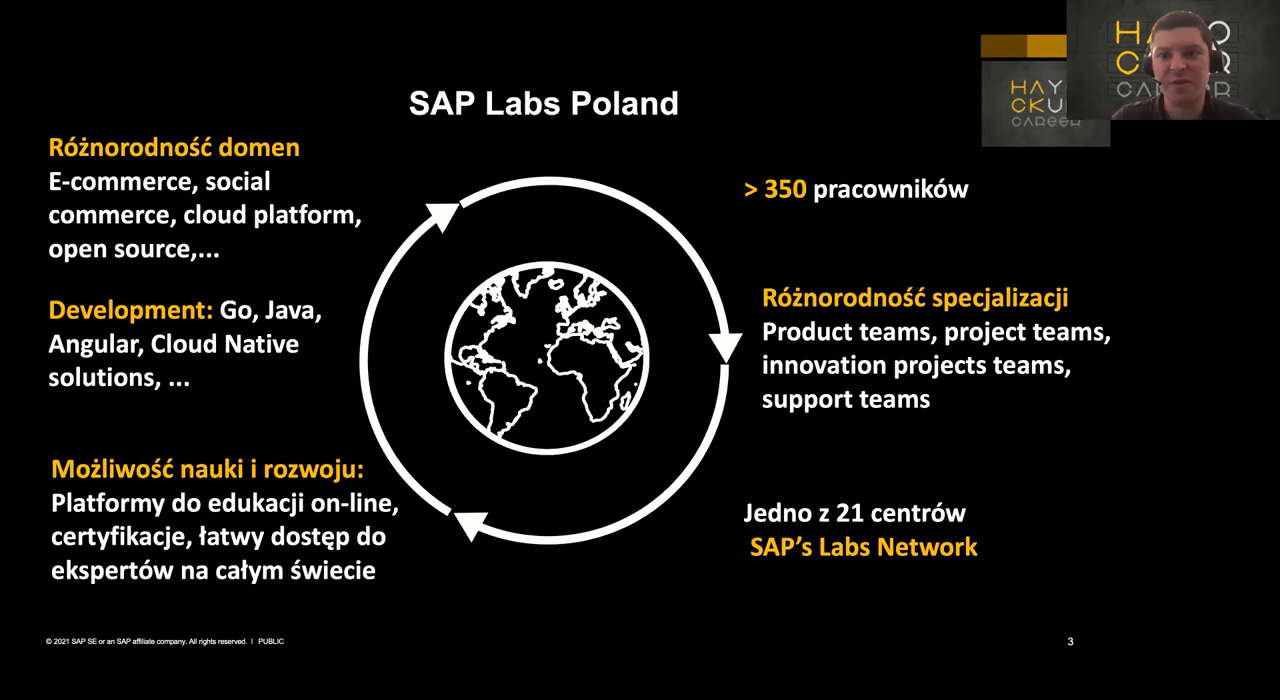 SAP Labs Poland
Różnorodność domen
E-commerce, social
commerce, cloud platform,
open source,...
Development: Go, Java,
Angular, Cloud Native
solutions, ...
Możliwość nauki i rozwoju:
Platformy do edukacji on-line,
certyfikacje, łatwy dostęp do
ekspertów na całym świecie
> 350 pracowników
Różnorodność specjalizacji
Product teams, project teams,
innovation projects teams,
support teams
Jedno z 21 centrów
SAP’s Labs Network
HAY
CKU
CAREER
CAREER
© 2021 SAP SE or an SAP affiliate company. All rights reserved. I PUBLIC
3